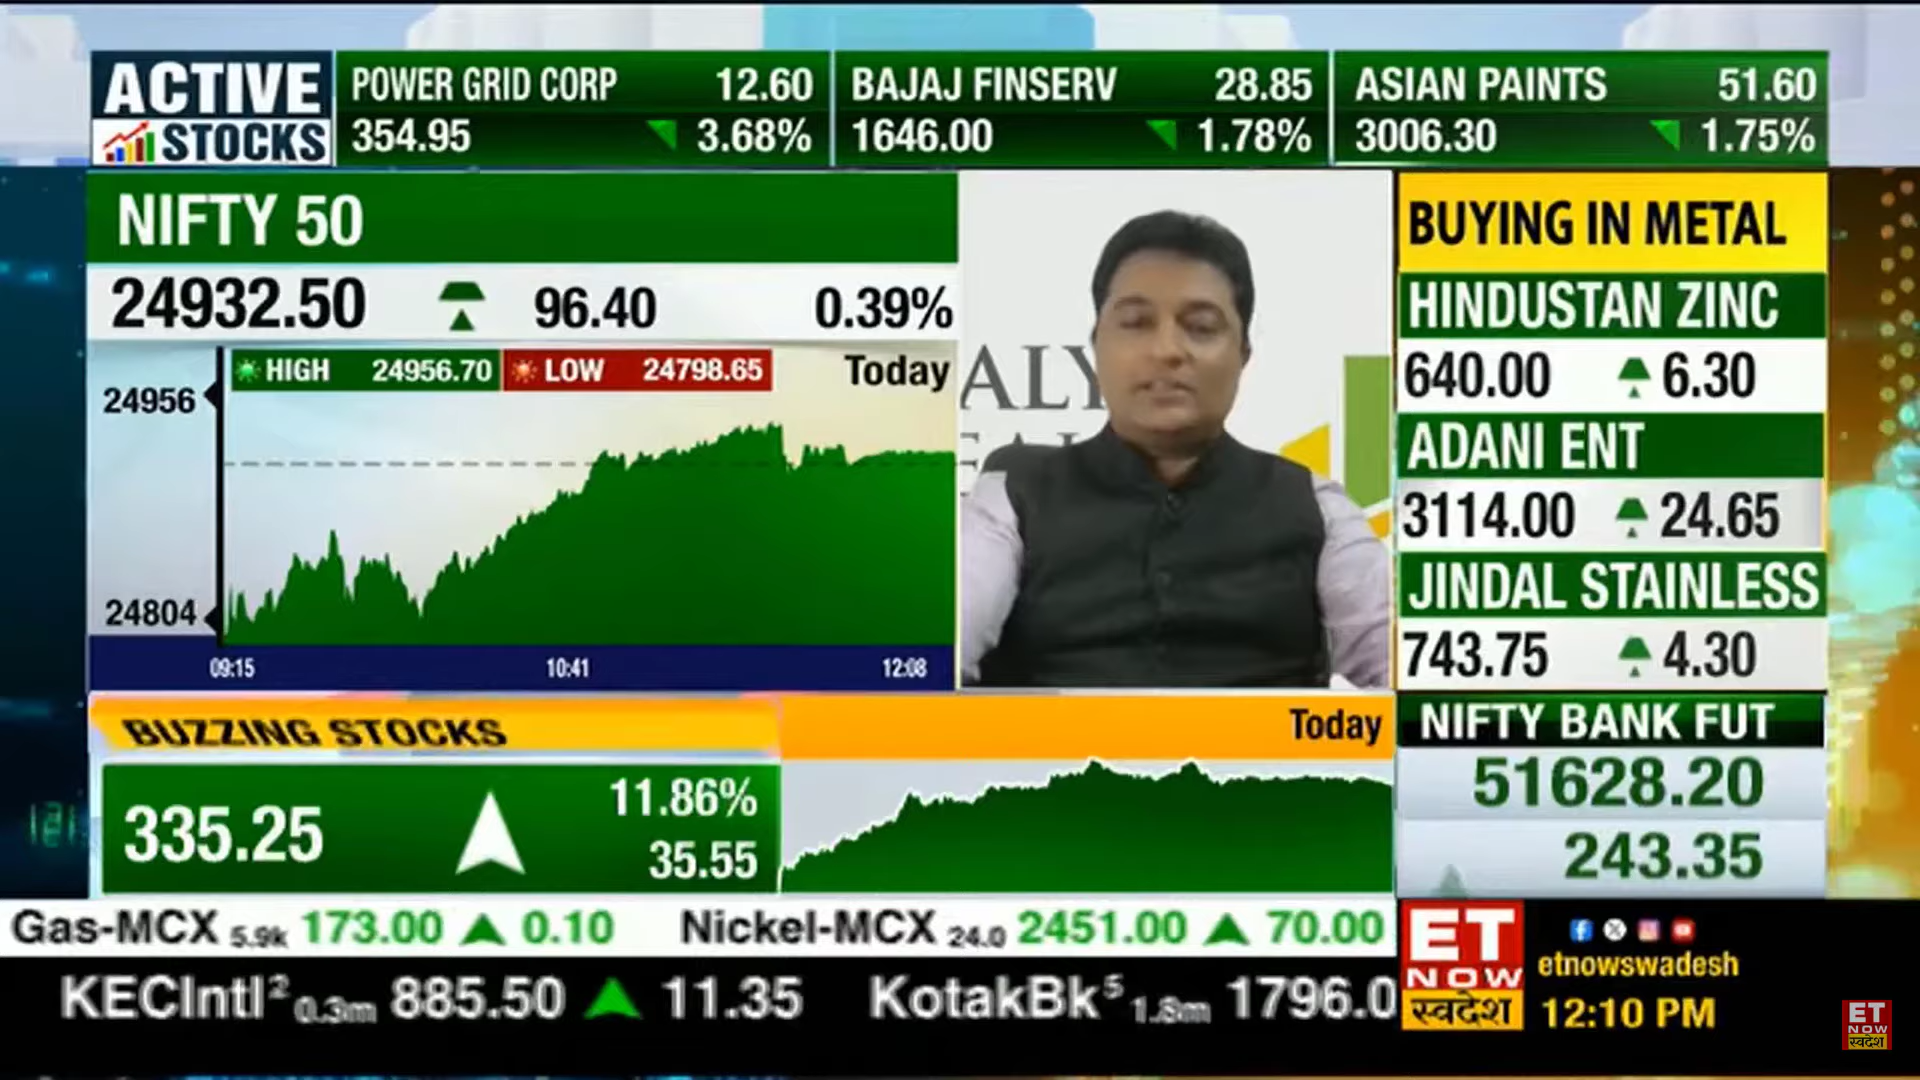 ACTIVE
STOCKS
POWER GRID CORP 12.60
354.95 3.68%
BAJAJ FINSERV 28.85
1646.00 1.78%
ASIAN PAINTS 51.60
3006.30 1.75%
NIFTY 50
24932.50 96.40 0.39%
HIGH 24956.70 LOW 24798.65 Today
24956
24804
09:15 10:41 12:08
BUYING IN METAL
HINDUSTAN ZINC
640.00 6.30
ADANI ENT
3114.00 24.65
JINDAL STAINLESS
743.75 4.30
NIFTY BANK FUT
51628.20
243.35
BUZZING STOCKS Today
335.25 11.86%
35.55
Gas-MCX 5.9k 173.00 0.10 Nickel-MCX 24.0 2451.00 70.00
KECIntl 2 0.3m 885.50 11.35 KotakBk 5 1.8m 1796.0
ET
NOW
स्वदेश
etnowswadesh
12:10 PM
ET
NOW
स्वदेश